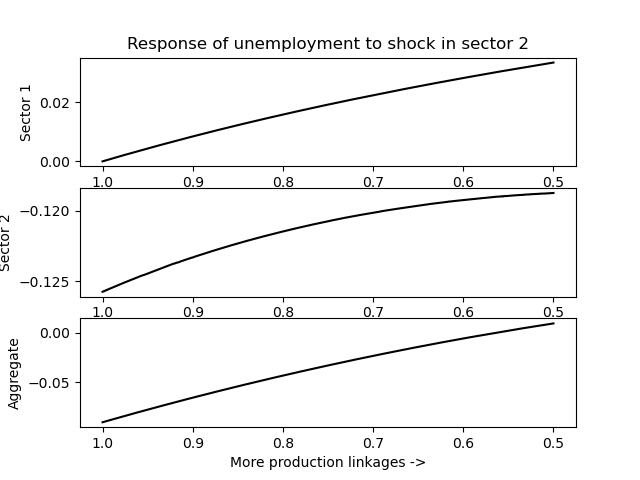 Response of unemployment to shock in sector 2
Sector 1
0.02
0.00
1.0 0.9 0.8 0.7 0.6 0.5
Sector 2
−0.120
−0.125
1.0 0.9 0.8 0.7 0.6 0.5
Aggregate
0.00
−0.05
1.0 0.9 0.8 0.7 0.6 0.5
More production linkages ->